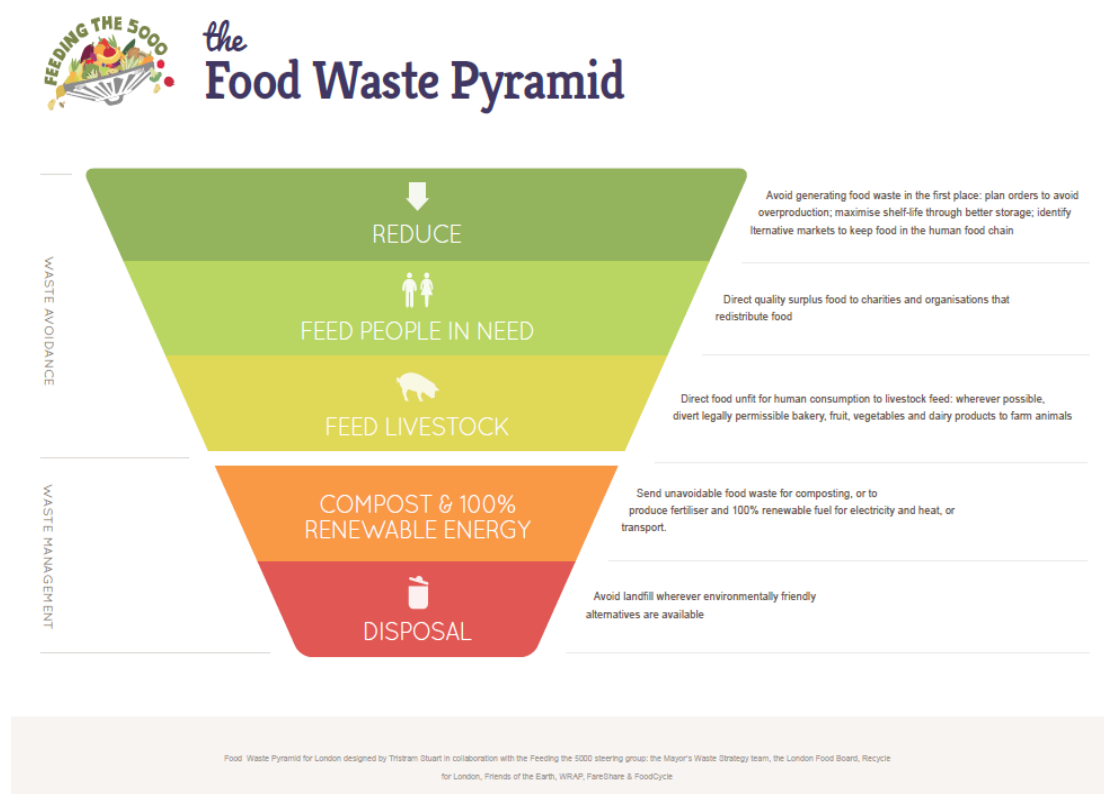 FEEDING THE 5000
the
Food Waste Pyramid
WASTE AVOIDANCE
REDUCE
Avoid generating food waste in the first place: plan orders to avoid
overproduction; maximise shelf-life through better storage; identify
lternative markets to keep food in the human food chain
FEED PEOPLE IN NEED
Direct quality surplus food to charities and organisations that
redistribute food
FEED LIVESTOCK
Direct food unfit for human consumption to livestock feed: wherever possible,
divert legally permissible bakery, fruit, vegetables and dairy products to farm animals
WASTE MANAGEMENT
COMPOST & 100%
RENEWABLE ENERGY
Send unavoidable food waste for composting, or to
produce fertiliser and 100% renewable fuel for electricity and heat, or
transport.
DISPOSAL
Avoid landfill wherever environmentally friendly
alternatives are available
Food Waste Pyramid for London designed by Tristram Stuart in collaboration with the Feeding the 5000 steering group: the Mayor's Waste Strategy team, the London Food Board, Recycle
for London, Friends of the Earth, WRAP, FareShare & FoodCycle